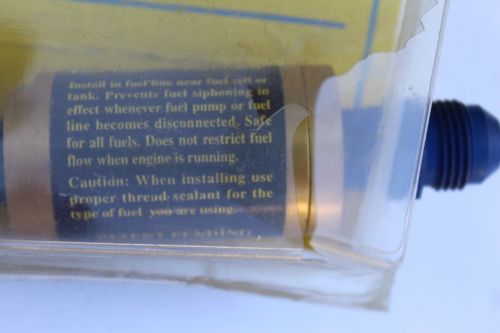 Install in fuel line near fuel cell or
tank. Prevents fuel siphoning in
effect whenever fuel pump or fuel
line becomes disconnected. Safe
for all fuels. Does not restrict fuel
flow when engine is running.
Caution: When installing use
proper thread sealant for the
type of fuel you are using.
PATENT PENDING